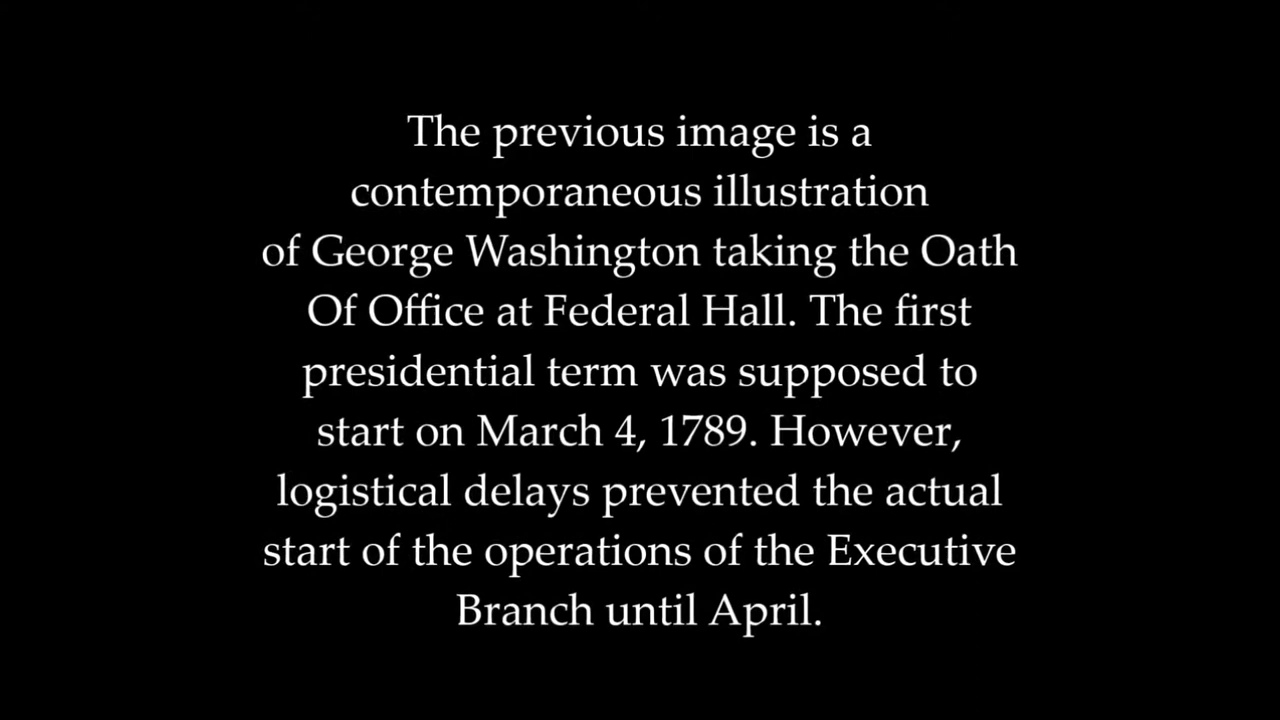 The previous image is a
contemporaneous illustration
of George Washington taking the Oath
Of Office at Federal Hall. The first
presidential term was supposed to
start on March 4, 1789. However,
logistical delays prevented the actual
start of the operations of the Executive
Branch until April.